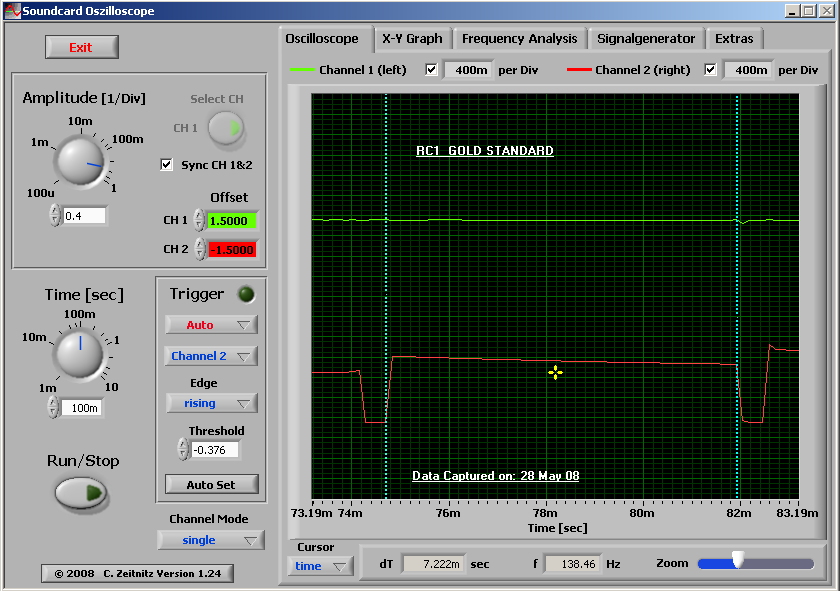 Soundcard Oszilloscope
Exit
Amplitude [1/Div]
10m
1m
100m
100u
1
0.4
Select CH
CH 1
Sync CH 1&2
Offset
CH 1 1.5000
CH 2 -1.5000
Time [sec]
100m
10m
1
1m
10
100m
Run/Stop
Trigger
Auto
Channel 2
Edge
rising
Threshold
-0.376
Auto Set
Channel Mode
single
© 2008 C. Zeitnitz Version 1.24
Oscilloscope X-Y Graph Frequency Analysis Signalgenerator Extras
Channel 1 (left) 400m per Div Channel 2 (right) 400m per Div
RC1 GOLD STANDARD
Data Captured on: 28 May 08
73.19m 74m 76m 78m 80m 82m 83.19m
Time [sec]
Cursor
time
dT 7.222m sec f 138.46 Hz Zoom